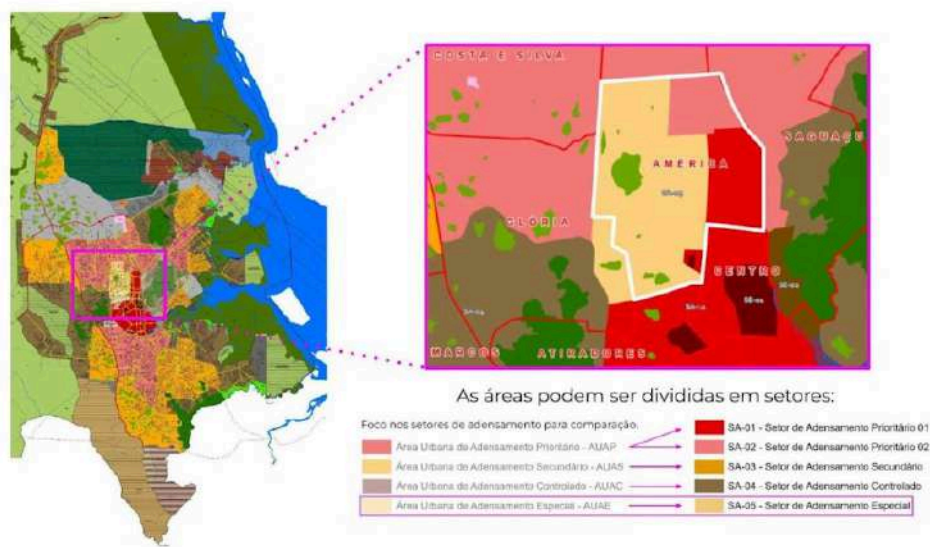 COSTA E SILVA
SAGUAÇU
AMÉRICA
GLÓRIA
CENTRO
MARCOS
ATIRADORES
As áreas podem ser divididas em setores:
Foco nos setores de adensamento para comparação.
Área Urbana de Adensamento Prioritário - AUAP
Área Urbana de Adensamento Secundário - AUAS
Área Urbana de Adensamento Controlado - AUAC
Área Urbana de Adensamento Especial - AUAE
SA-01 - Setor de Adensamento Prioritário 01
SA-02 - Setor de Adensamento Prioritário 02
SA-03 - Setor de Adensamento Secundário
SA-04 - Setor de Adensamento Controlado
SA-05 - Setor de Adensamento Especial